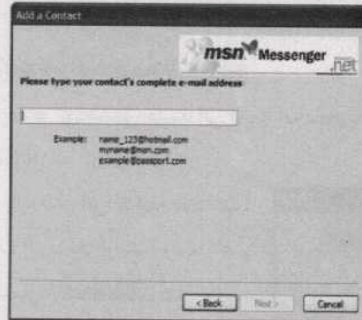 Add a Contact
msn Messenger
.net
Please type your contact's complete e-mail address
Example: name_123@hotmail.com
myname@msn.com
example@passport.com
< Back Next > Cancel